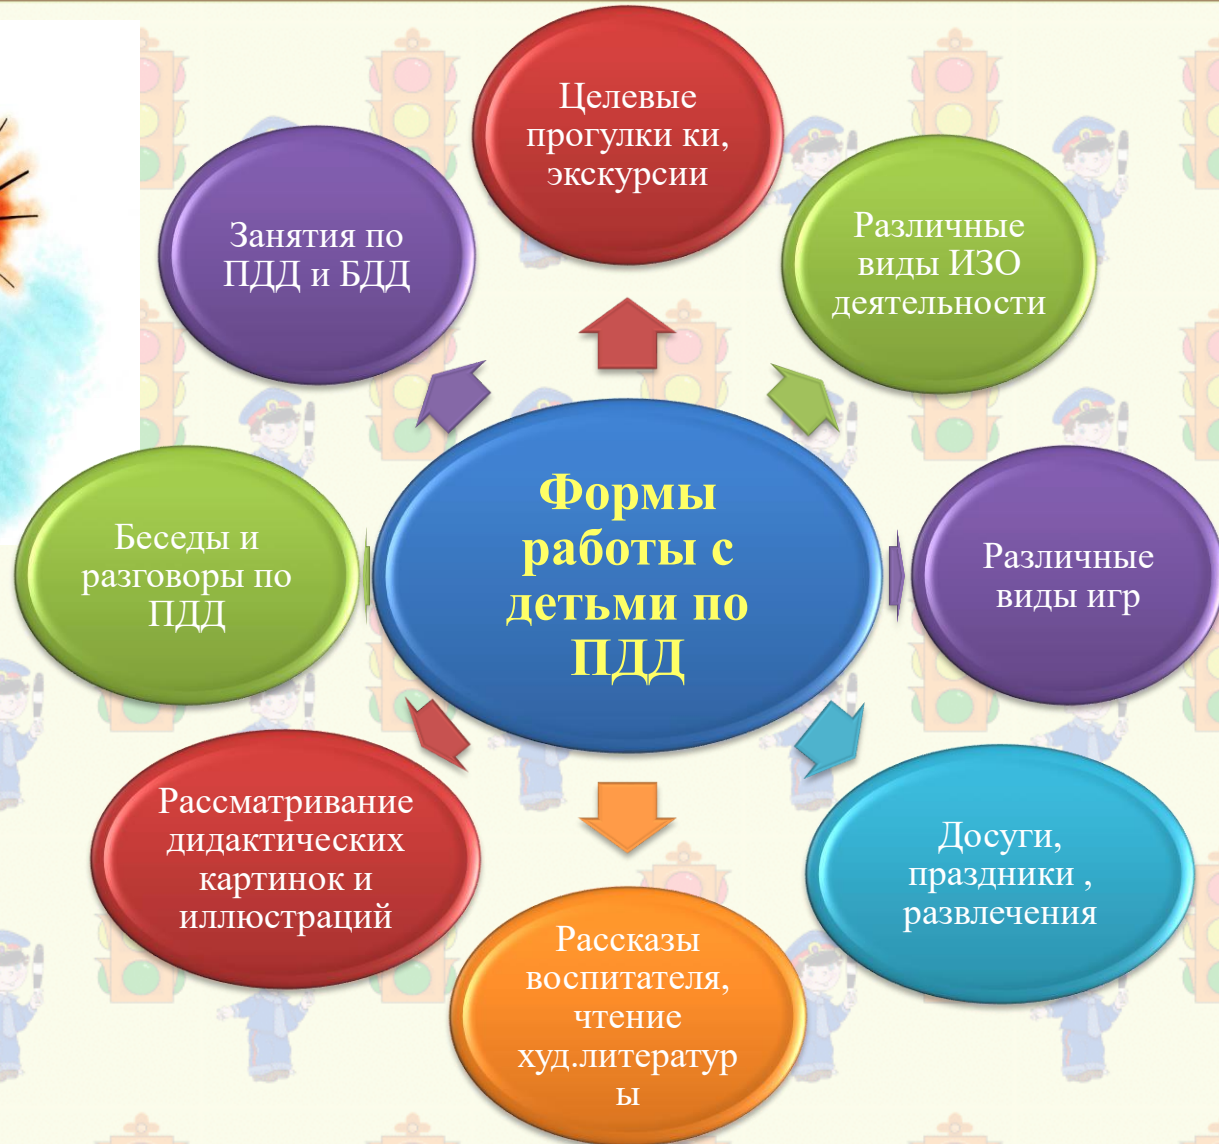 Целевые
прогулки ки,
экскурсии
Различные
виды ИЗО
деятельности
Различные
виды игр
Досуги,
праздники ,
развлечения
Рассказы
воспитателя,
чтение
худ.литератур
ы
Рассматривание
дидактических
картинок и
иллюстраций
Беседы и
разговоры по
ПДД
Занятия по
ПДД и БДД
Формы
работы с
детьми по
ПДД